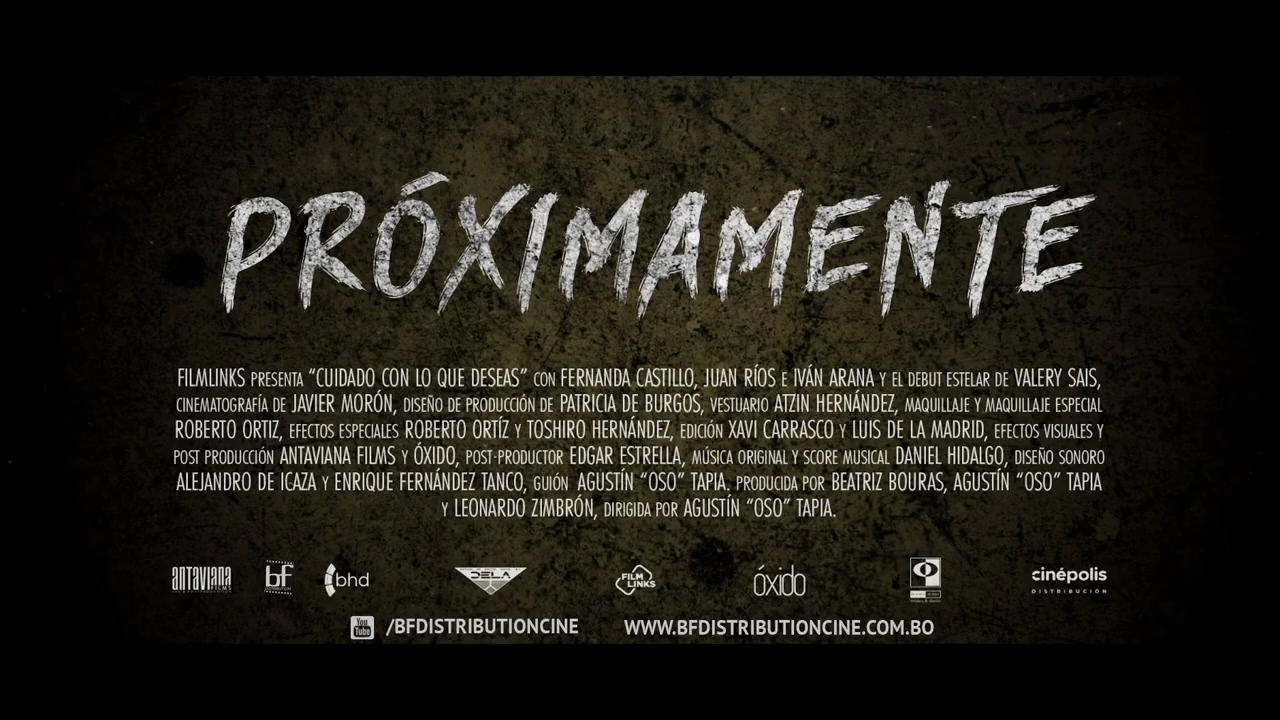 PRÓXIMAMENTE
FILMLINKS PRESENTA “CUIDADO CON LO QUE DESEAS” CON FERNANDA CASTILLO, JUAN RÍOS E IVÁN ARANA Y EL DEBUT ESTELAR DE VALERY SAIS,
CINEMATOGRAFÍA DE JAVIER MORÓN, DISEÑO DE PRODUCCIÓN DE PATRICIA DE BURGOS, VESTUARIO ATZIN HERNÁNDEZ, MAQUILLAJE Y MAQUILLAJE ESPECIAL
ROBERTO ORTIZ, EFECTOS ESPECIALES ROBERTO ORTÍZ Y TOSHIRO HERNÁNDEZ, EDICIÓN XAVI CARRASCO Y LUIS DE LA MADRID, EFECTOS VISUALES Y
POST PRODUCCIÓN ANTAVIANA FILMS Y ÓXIDO, POST-PRODUCTOR EDGAR ESTRELLA, MÚSICA ORIGINAL Y SCORE MUSICAL DANIEL HIDALGO, DISEÑO SONORO
ALEJANDRO DE ICAZA Y ENRIQUE FERNÁNDEZ TANCO, GUIÓN AGUSTÍN “OSO” TAPIA. PRODUCIDA POR BEATRIZ BOURAS, AGUSTÍN “OSO” TAPIA
Y LEONARDO ZIMBRÓN, DIRIGIDA POR AGUSTÍN “OSO” TAPIA.
antaviana FILMS bf DISTRIBUTION bhd DELA FILM LINKS óxido cinépolis DISTRIBUCIÓN
You Tube /BFDISTRIBUTIONCINE WWW.BFDISTRIBUTIONCINE.COM.BO